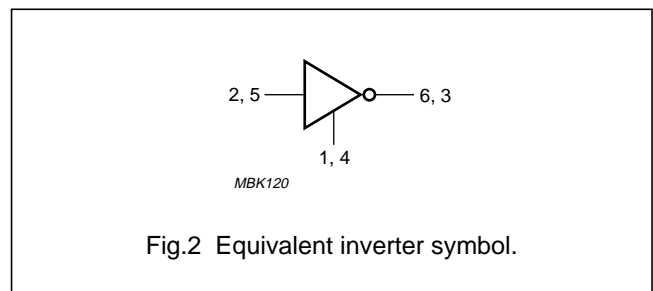 2, 5
6, 3
1, 4
MBK120
Fig.2 Equivalent inverter symbol.